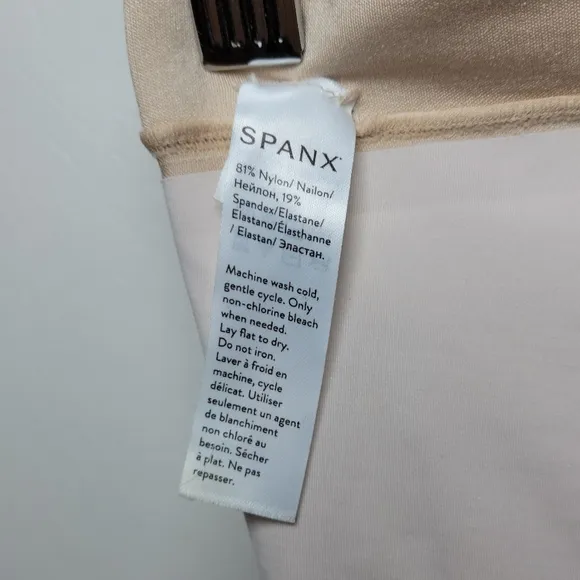 SPANX
81% Nylon/ Nailon/
Нейлон, 19%
Spandex/Elastane/
Elastano/Élasthanne
/ Elastan/ Эластан.
Machine wash cold,
gentle cycle. Only
non-chlorine bleach
when needed.
Lay flat to dry.
Do not iron.
Laver à froid en
machine, cycle
délicat. Utiliser
seulement un agent
de blanchiment
non chloré au
besoin. Sécher
à plat. Ne pas
repasser.